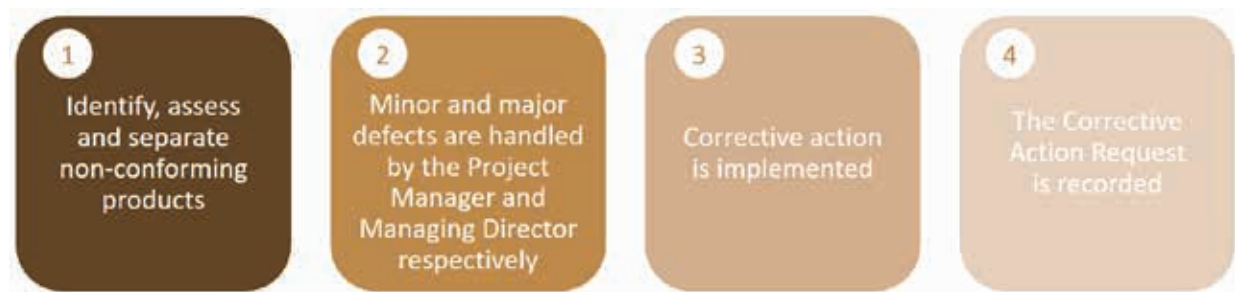 1
Identify, assess
and separate
non-conforming
products
2
Minor and major
defects are handled
by the Project
Manager and
Managing Director
respectively
3
Corrective action
is implemented
4
The Corrective
Action Request
is recorded